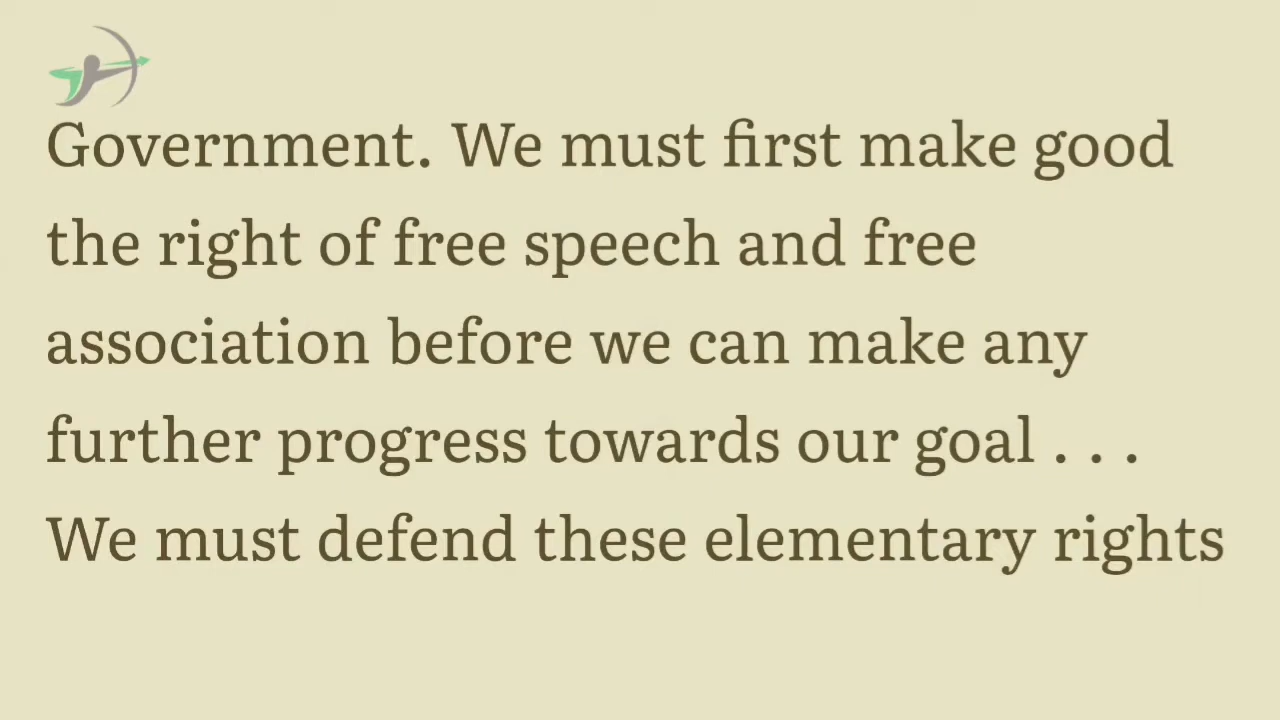 Government. We must first make good
the right of free speech and free
association before we can make any
further progress towards our goal . . .
We must defend these elementary rights